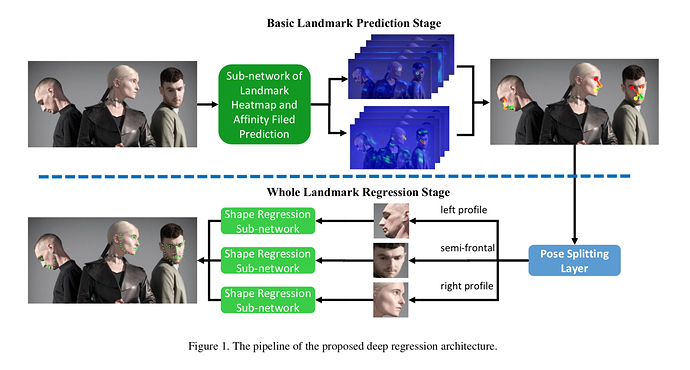 Basic Landmark Prediction Stage
Sub-network of
Landmark
Heatmap and
Affinity Filed
Prediction
Whole Landmark Regression Stage
Shape Regression
Sub-network
left profile
Shape Regression
Sub-network
semi-frontal
Pose Splitting
Layer
Shape Regression
Sub-network
right profile
Figure 1. The pipeline of the proposed deep regression architecture.